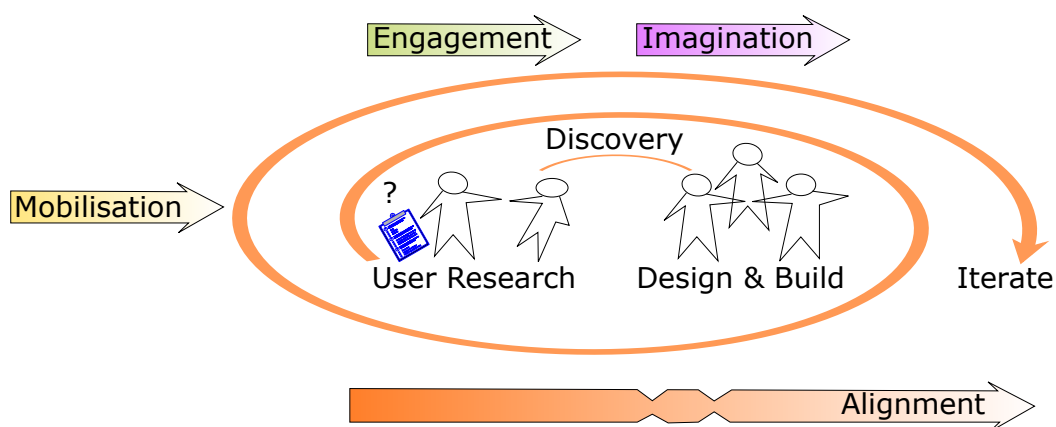 Engagement
Imagination
Discovery
?
Mobilisation
User Research
Design & Build
Iterate
Alignment